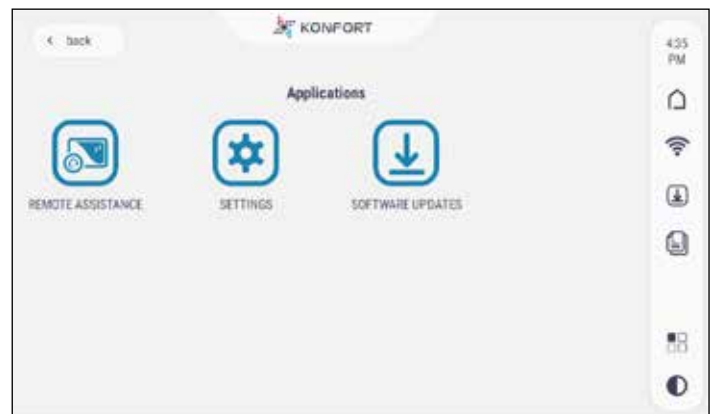 KONFORT
back
4:35
PM
Applications
REMOTE ASSISTANCE
SETTINGS
SOFTWARE UPDATES